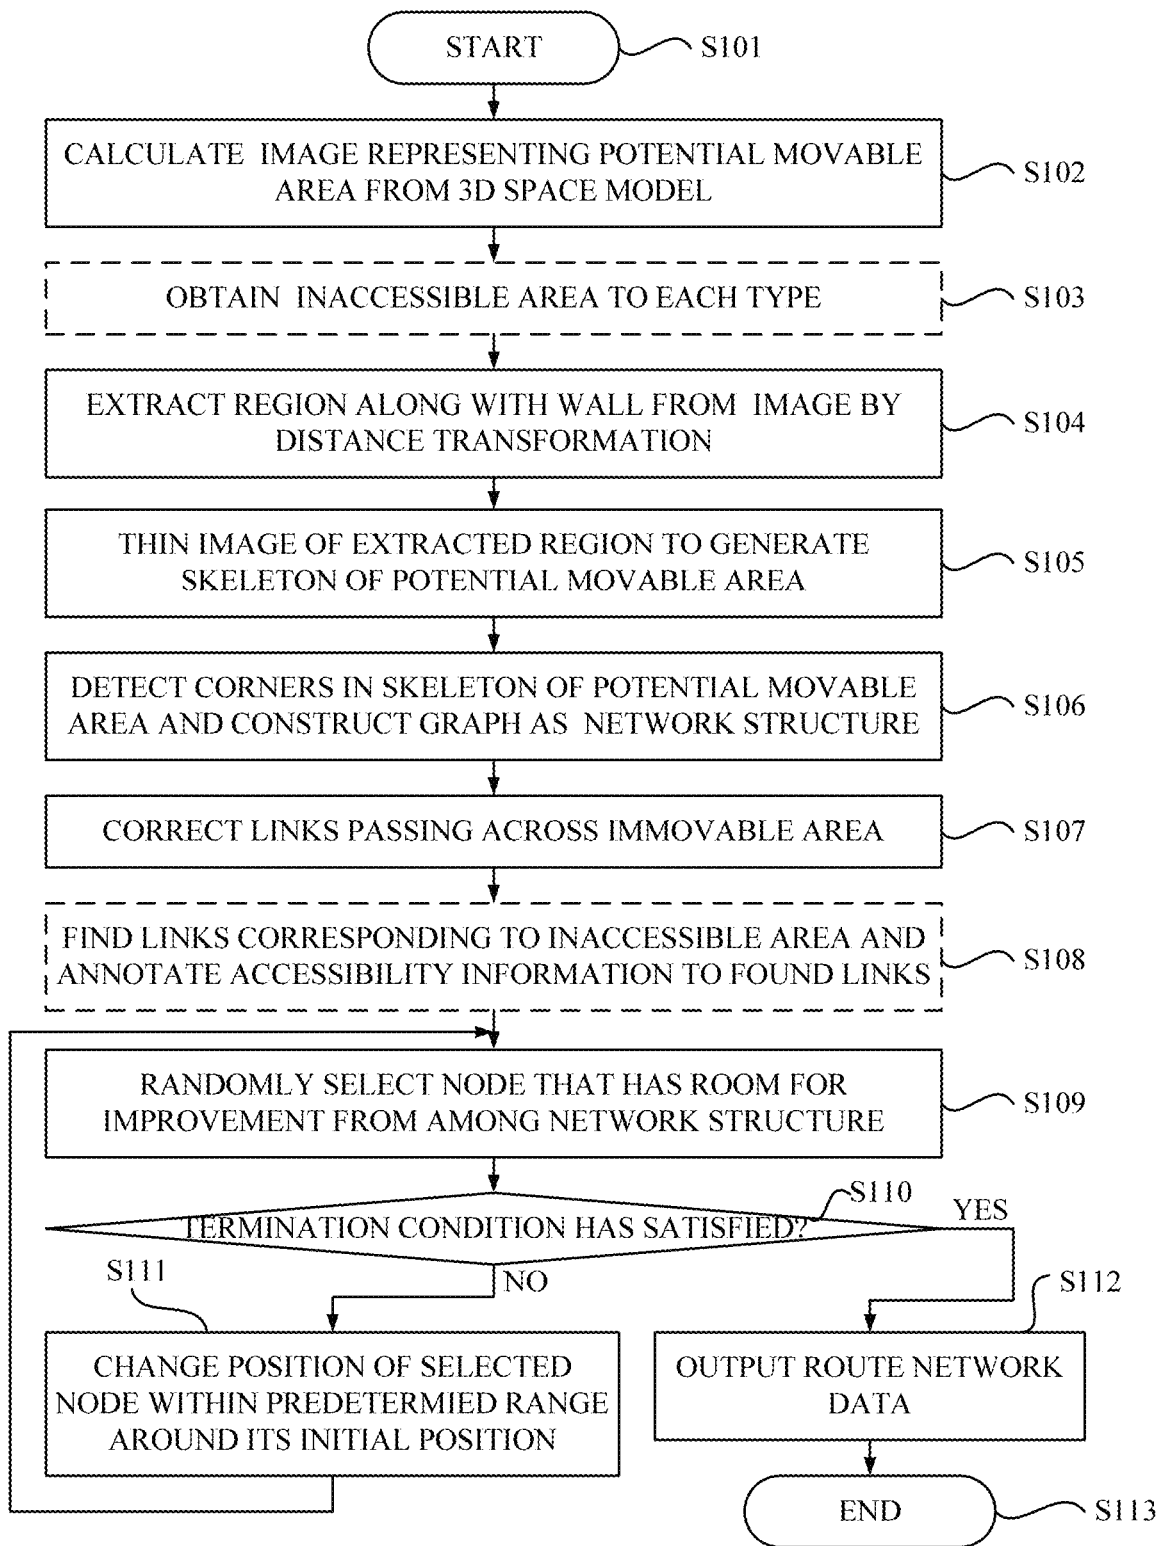 START
S101
CALCULATE IMAGE REPRESENTING POTENTIAL MOVABLE
AREA FROM 3D SPACE MODEL
S102
OBTAIN INACCESSIBLE AREA TO EACH TYPE
S103
EXTRACT REGION ALONG WITH WALL FROM IMAGE BY
DISTANCE TRANSFORMATION
S104
THIN IMAGE OF EXTRACTED REGION TO GENERATE
SKELETON OF POTENTIAL MOVABLE AREA
S105
DETECT CORNERS IN SKELETON OF POTENTIAL MOVABLE
AREA AND CONSTRUCT GRAPH AS NETWORK STRUCTURE
S106
CORRECT LINKS PASSING ACROSS IMMOVABLE AREA
S107
FIND LINKS CORRESPONDING TO INACCESSIBLE AREA AND
ANNOTATE ACCESSIBILITY INFORMATION TO FOUND LINKS
S108
RANDOMLY SELECT NODE THAT HAS ROOM FOR
IMPROVEMENT FROM AMONG NETWORK STRUCTURE
S109
TERMINATION CONDITION HAS SATISFIED?
S110
YES
NO
S111
CHANGE POSITION OF SELECTED
NODE WITHIN PREDETERMIED RANGE
AROUND ITS INITIAL POSITION
S112
OUTPUT ROUTE NETWORK
DATA
END
S113